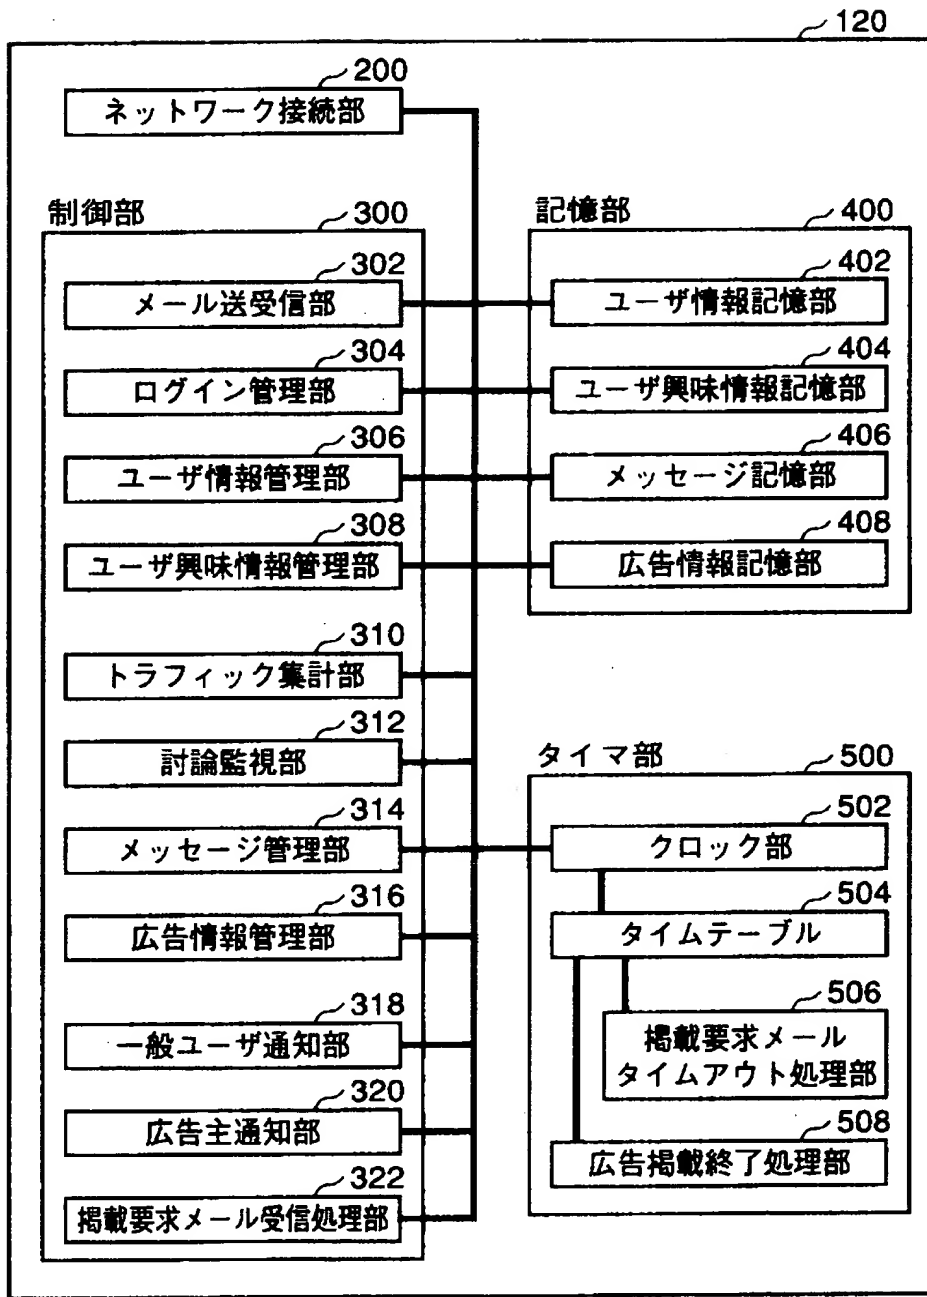 120
200
ネットワーク接続部
制御部
300
302
メール送受信部
304
ログイン管理部
306
ユーザ情報管理部
308
ユーザ興味情報管理部
310
トラフィック集計部
312
討論監視部
314
メッセージ管理部
316
広告情報管理部
318
一般ユーザ通知部
320
広告主通知部
322
掲載要求メール受信処理部
記憶部
400
402
ユーザ情報記憶部
404
ユーザ興味情報記憶部
406
メッセージ記憶部
408
広告情報記憶部
タイマ部
500
502
クロック部
504
タイムテーブル
506
掲載要求メール
タイムアウト処理部
508
広告掲載終了処理部